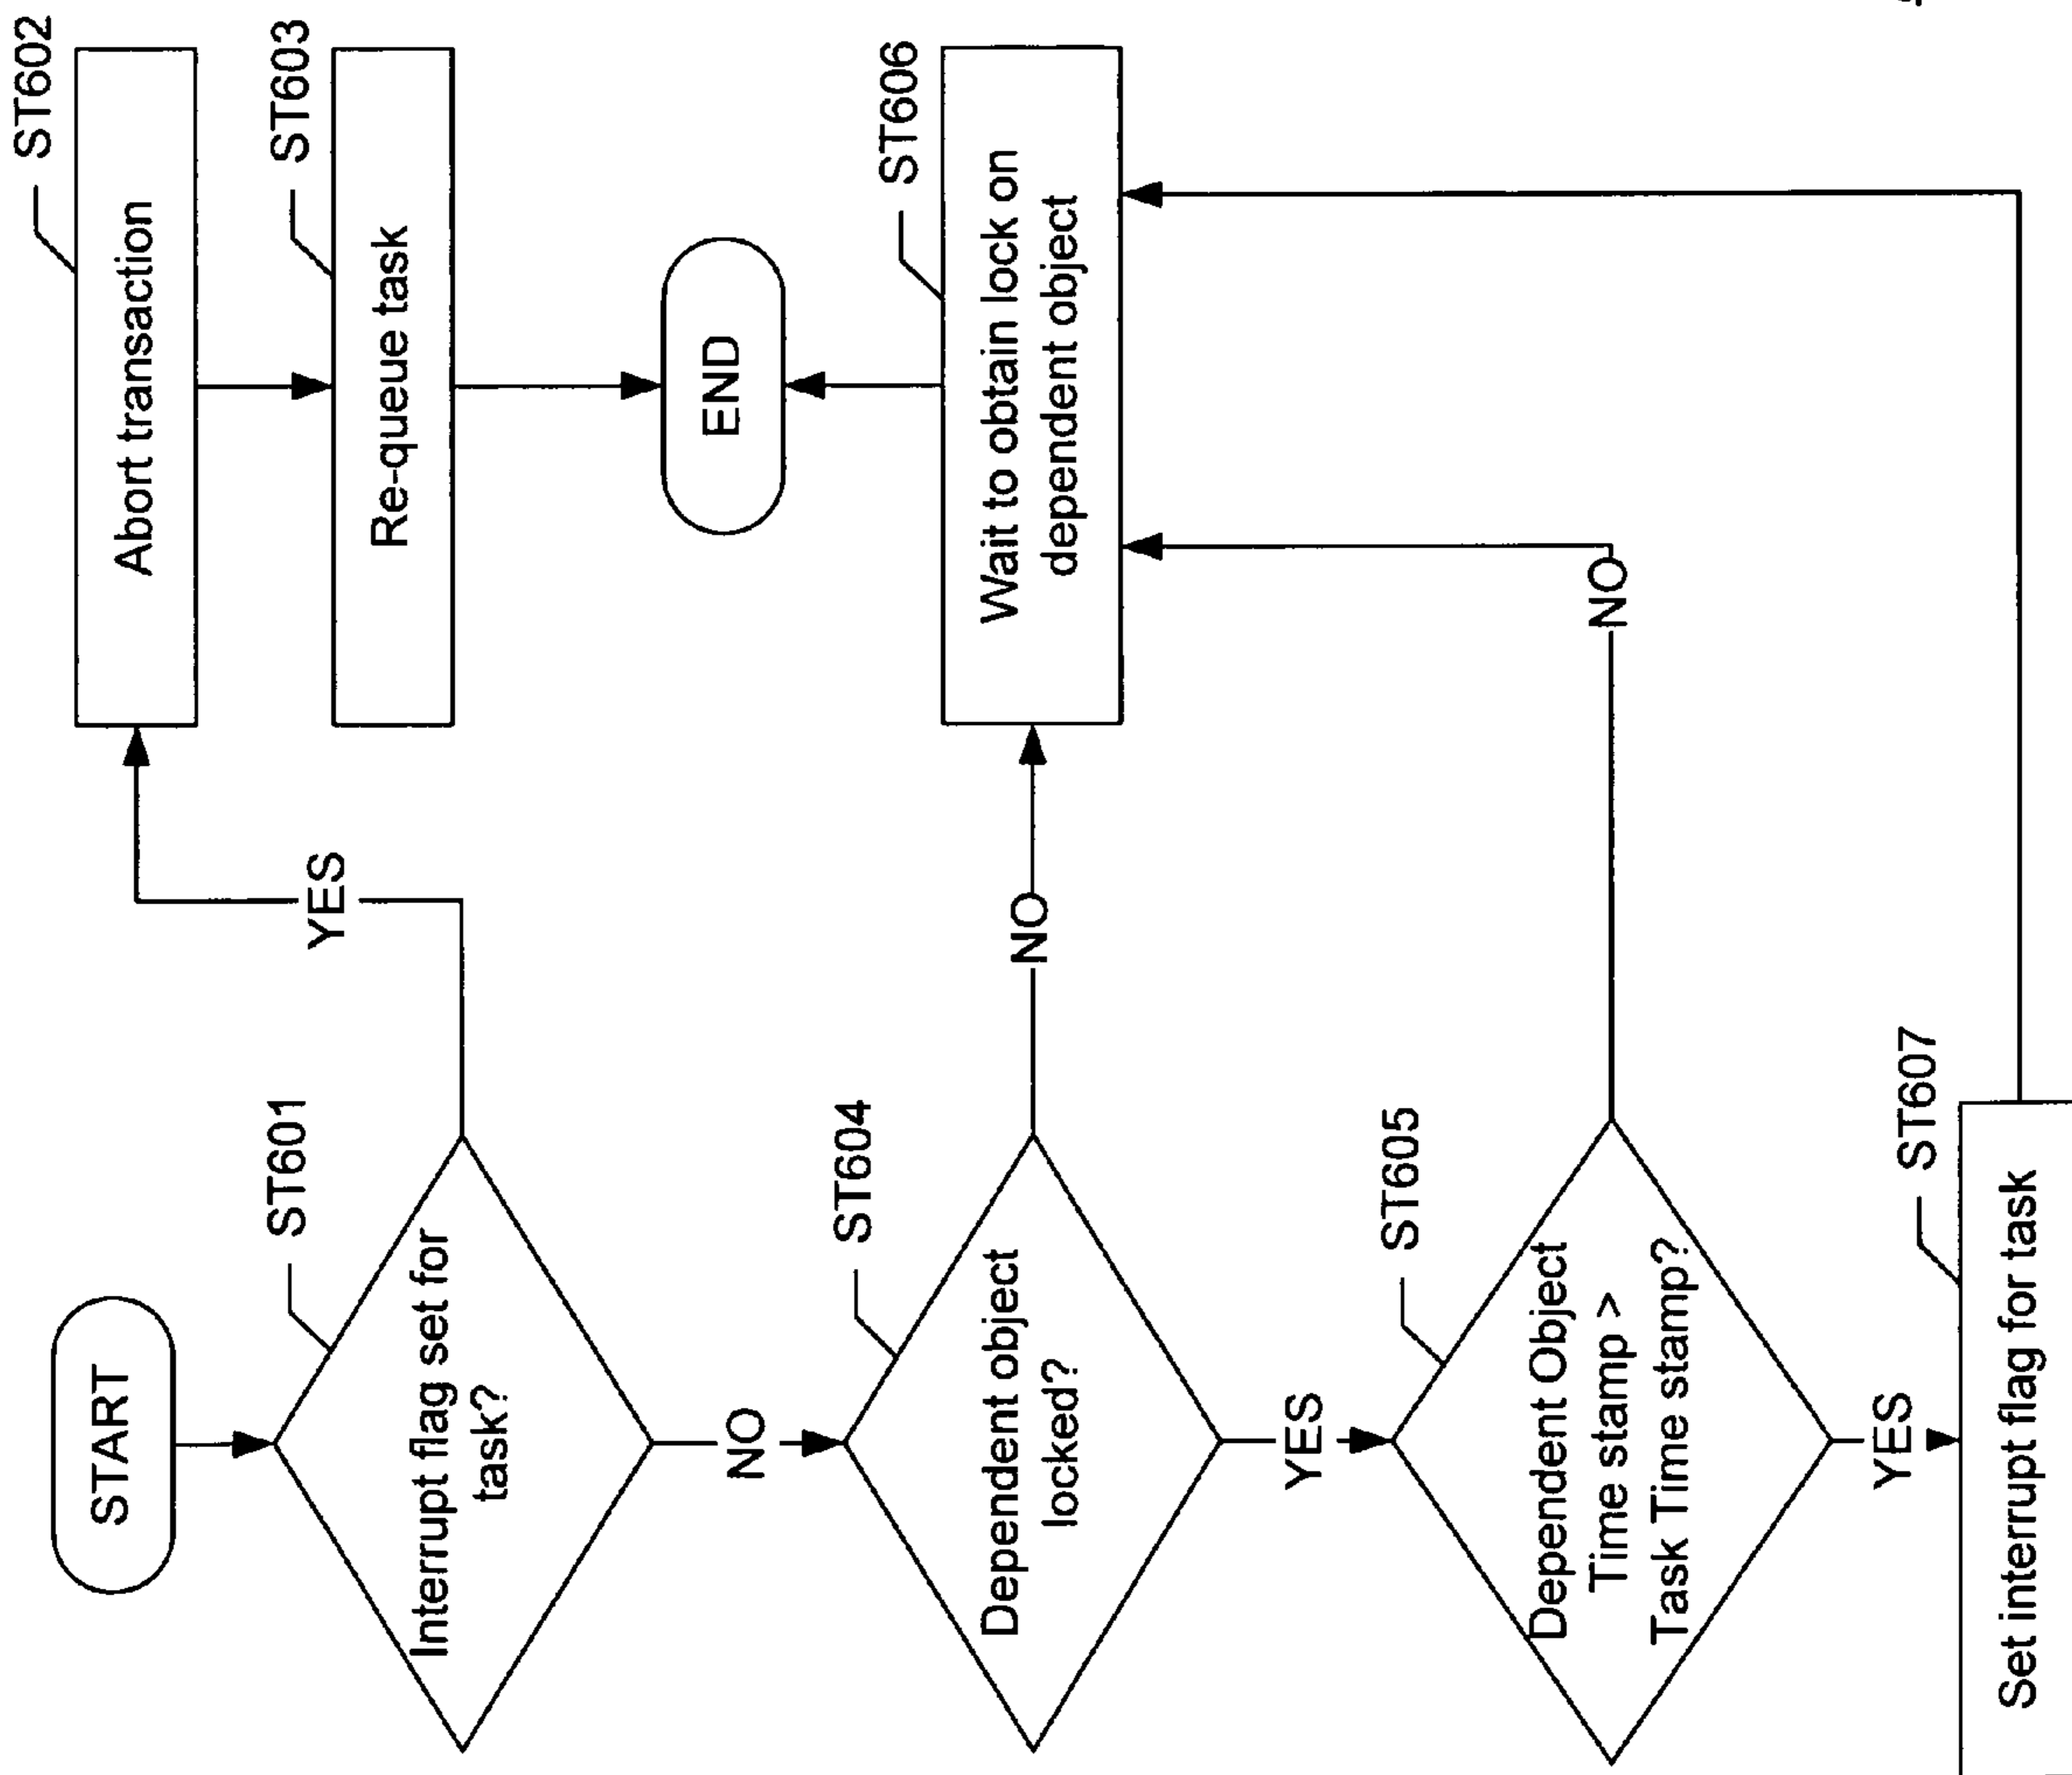 START
ST601
Interrupt flag set for
task?
YES
ST602
Abort transaction
ST603
Re-queue task
END
NO
ST604
Dependent object
locked?
NO
ST606
Wait to obtain lock on
dependent object
YES
ST605
Dependent Object
Time stamp >
Task Time stamp?
NO
YES
ST607
Set interrupt flag for task